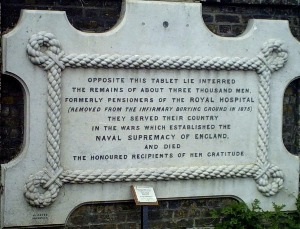 OPPOSITE THIS TABLET LIE INTERRED
THE REMAINS OF ABOUT THREE THOUSAND MEN,
FORMERLY PENSIONERS OF THE ROYAL HOSPITAL
(REMOVED FROM THE INFIRMARY BURYING GROUND IN 1875)
THEY SERVED THEIR COUNTRY
IN THE WARS WHICH ESTABLISHED THE
NAVAL SUPREMACY OF ENGLAND,
AND DIED
THE HONOURED RECIPIENTS OF HER GRATITUDE.